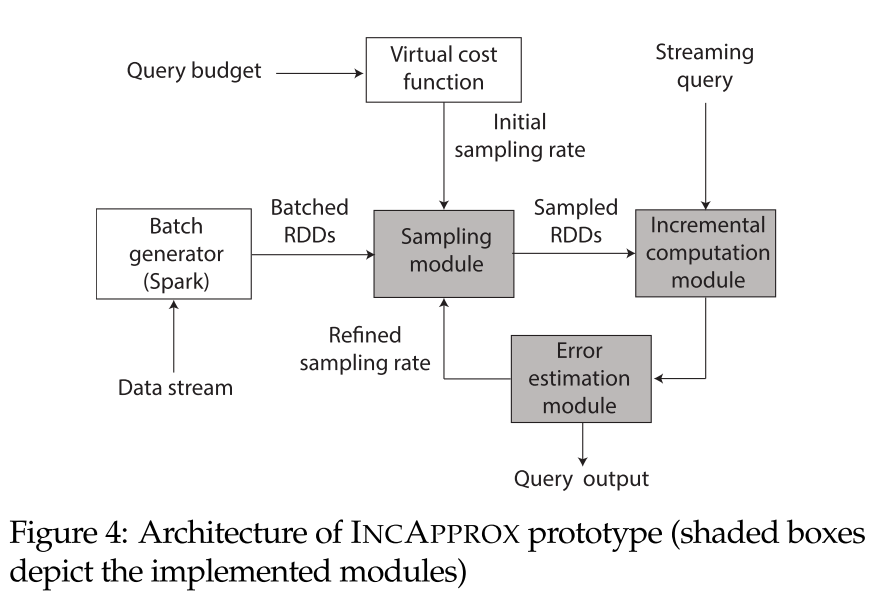 Query budget
Virtual cost
function
Streaming
query
Initial
sampling rate
Batch
generator
(Spark)
Batched
RDDs
Sampling
module
Sampled
RDDs
Incremental
computation
module
Refined
sampling rate
Error
estimation
module
Data stream
Query output
Figure 4: Architecture of INCAPPROX prototype (shaded boxes
depict the implemented modules)